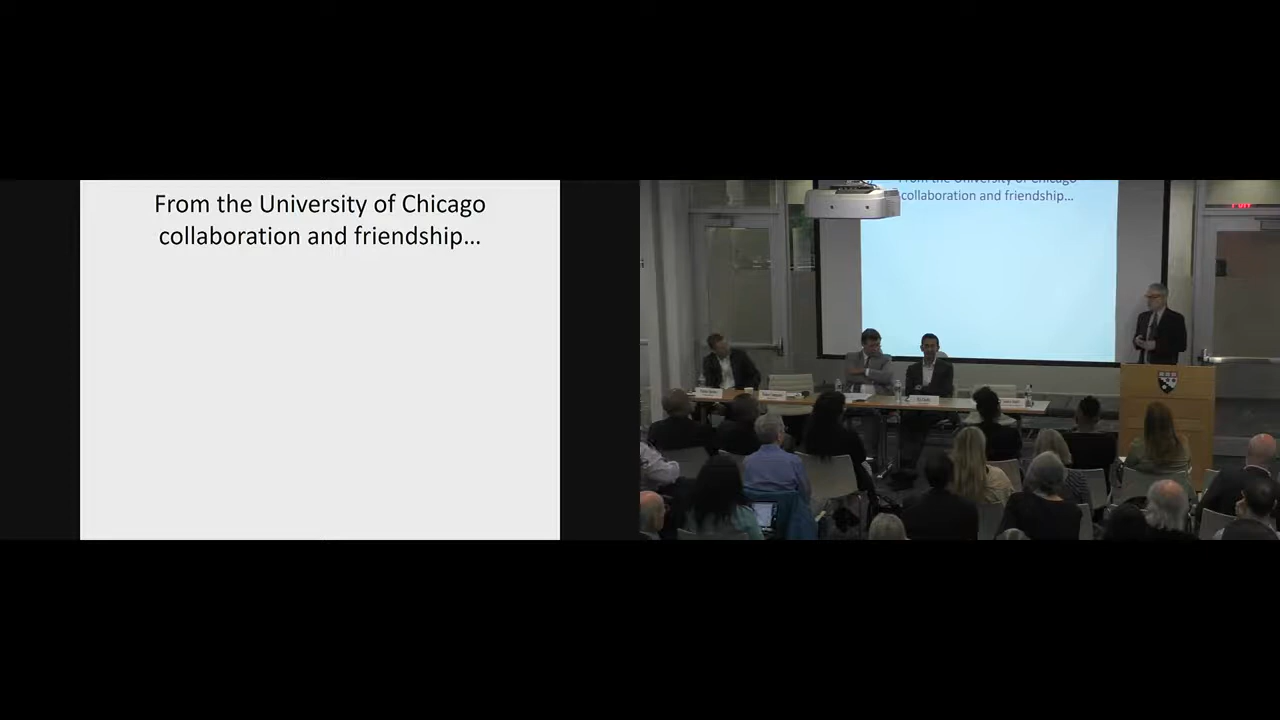 From the University of Chicago
collaboration and friendship...
From the University of Chicago
collaboration and friendship...